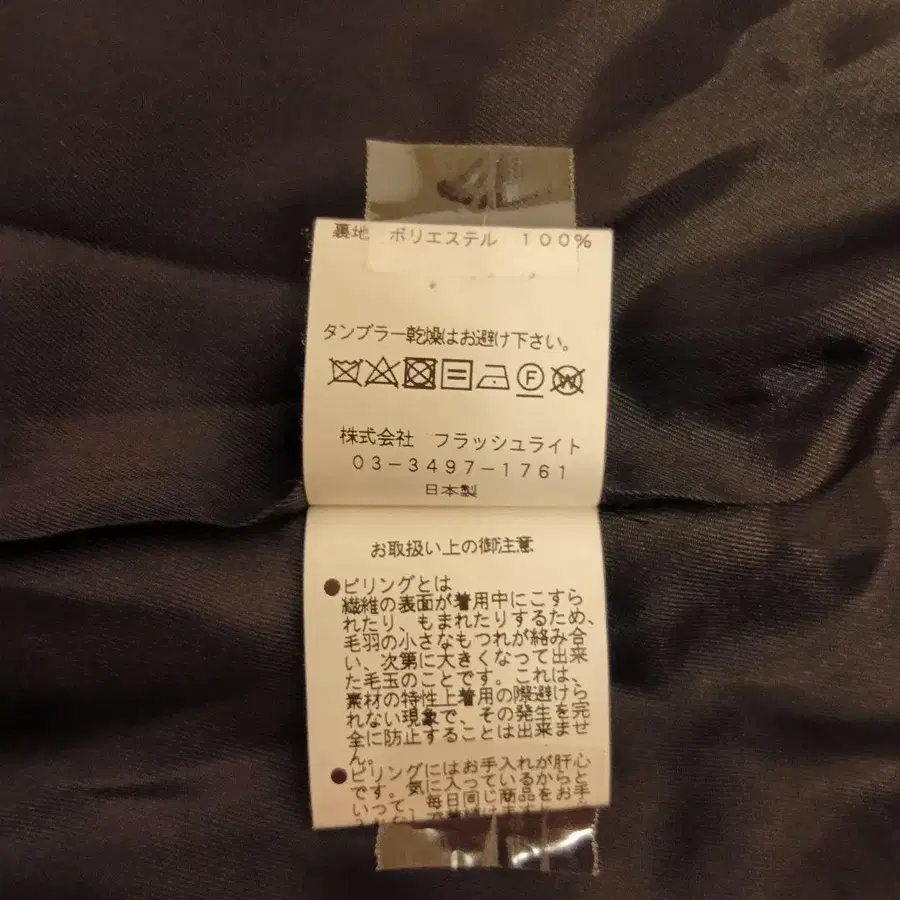 裏地 ポリエステル 100%
タンブラー乾燥はお避け下さい。
F
W
株式会社 フラッシュライト
03-3497-1761
日本製
お取扱い上の御注意
●ピリングとは
繊維の表面が着用中にこすら
れたり、もまれたりするため、
毛羽の小さなもつれが絡み合
い、次第に大きくなって出来
た毛玉のことです。これは、
素材の特性上着用の際避けら
れない現象で、その発生を完
全に防止することは出来ませ
ん。
●ピリングにはお手入れが肝心
です。気に入っているからと
いって、毎日同じ商品をお手